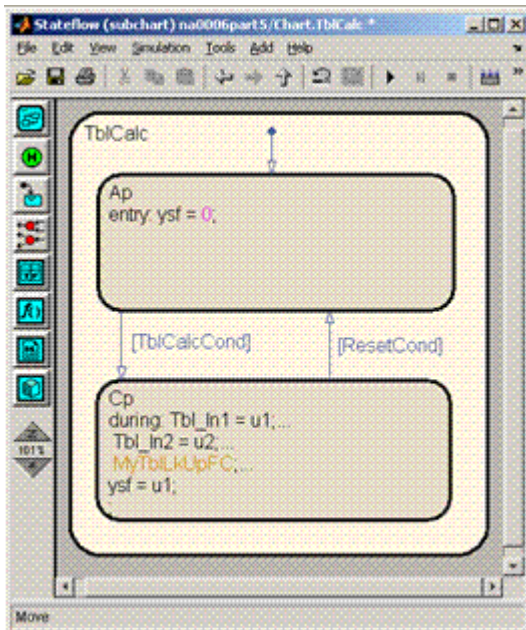 Stateflow (subchart) na0006part5/Chart.TblCalc *
File Edit View Simulation Tools Add Help
TblCalc
Ap
entry: ysf = 0;
[TblCalcCond]
[ResetCond]
Cp
during: Tbl_In1 = u1;...
Tbl_In2 = u2;...
MyTblLkUpFC;...
ysf = u1;
101%
Move